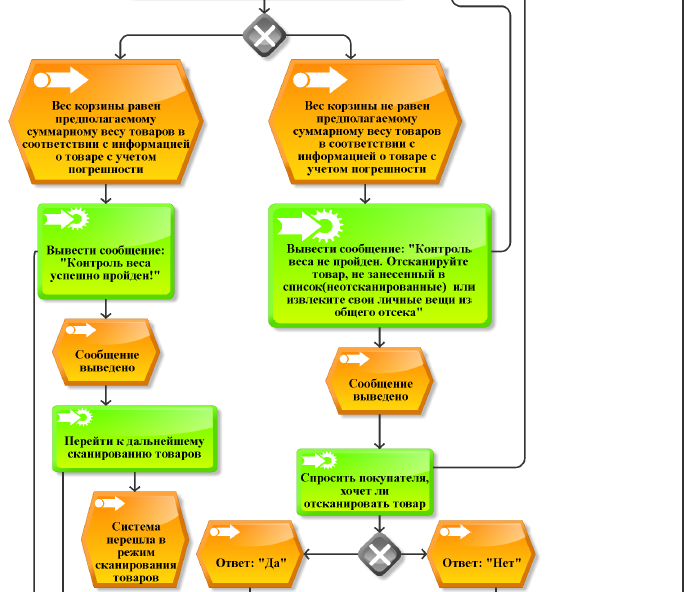 Вес корзины равен
предполагаемому
суммарному весу товаров в
соответствии с информацией
о товаре с учетом
погрешности
Вес корзины не равен
предполагаемому
суммарному весу товаров
в соответствии с
информацией о товаре с
учетом погрешности
Вывести сообщение:
"Контроль веса
успешно пройден!"
Вывести сообщение: "Контроль
веса не пройден. Отсканируйте
товар, не занесенный в
список(неотсканированные) или
извлеките свои личные вещи из
общего отсека"
Сообщение
выведено
Сообщение
выведено
Перейти к дальнейшему
сканированию товаров
Спросить покупателя,
хочет ли
отсканировать товар
Система
перешла в
режим
сканирования
товаров
Ответ: "Да"
Ответ: "Нет"